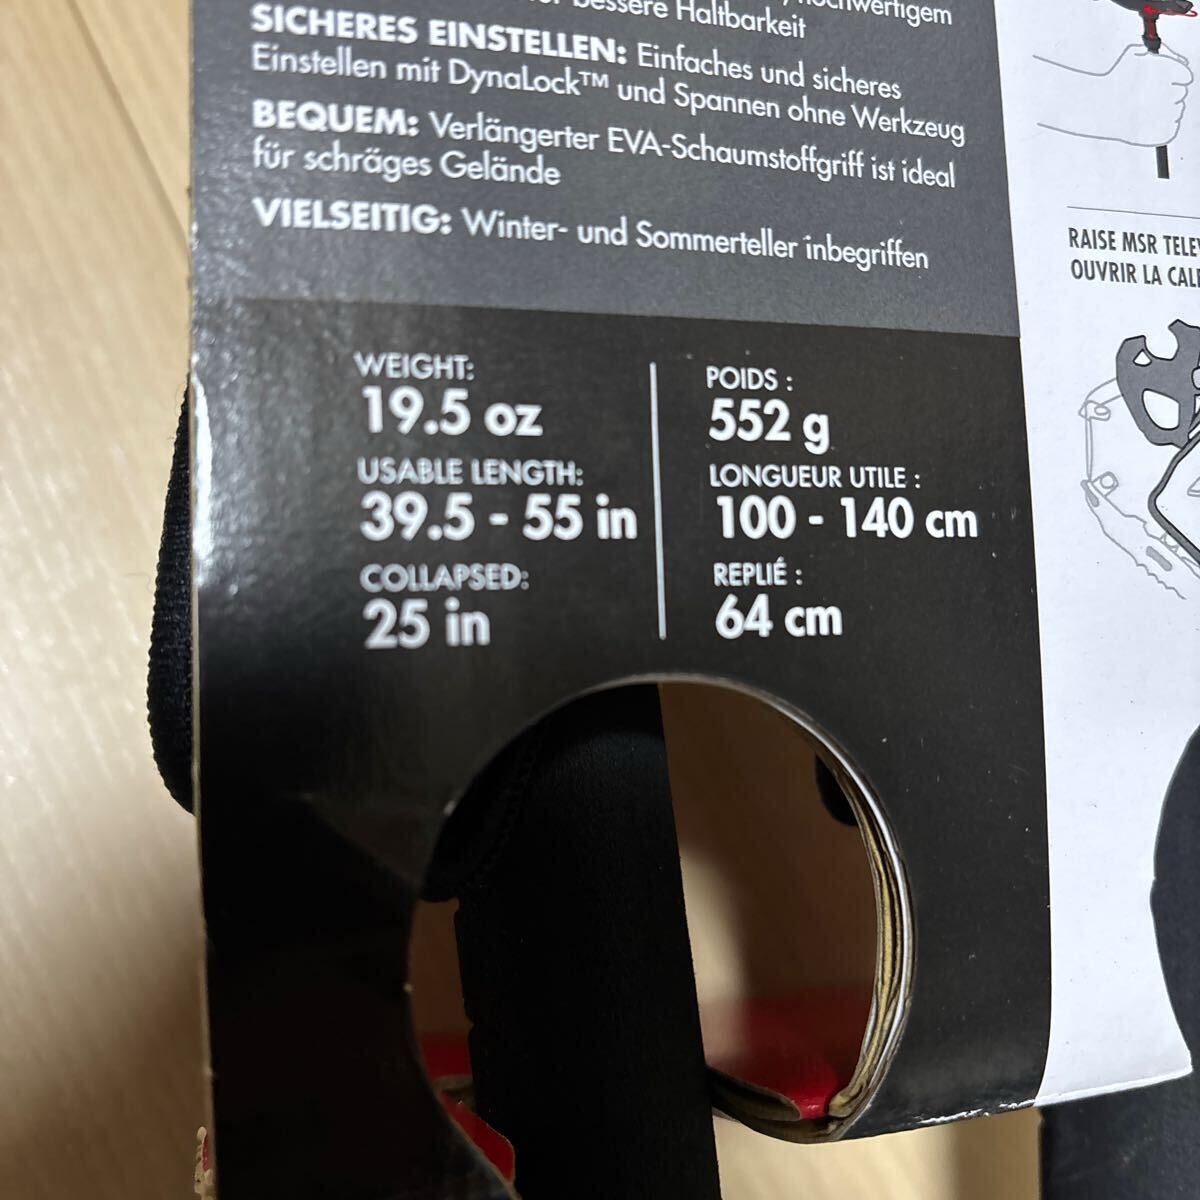 hochwertigem
bessere Haltbarkeit
SICHERES EINSTELLEN: Einfaches und sicheres
Einstellen mit DynaLock™ und Spannen ohne Werkzeug
BEQUEM: Verlängerter EVA-Schaumstoffgriff ist ideal
für schräges Gelände
VIELSEITIG: Winter- und Sommerteller inbegriffen
WEIGHT:
19.5 oz
USABLE LENGTH:
39.5 - 55 in
COLLAPSED:
25 in
POIDS :
552 g
LONGUEUR UTILE :
100 - 140 cm
REPLIÉ :
64 cm
RAISE MSR
OUVRIR LA